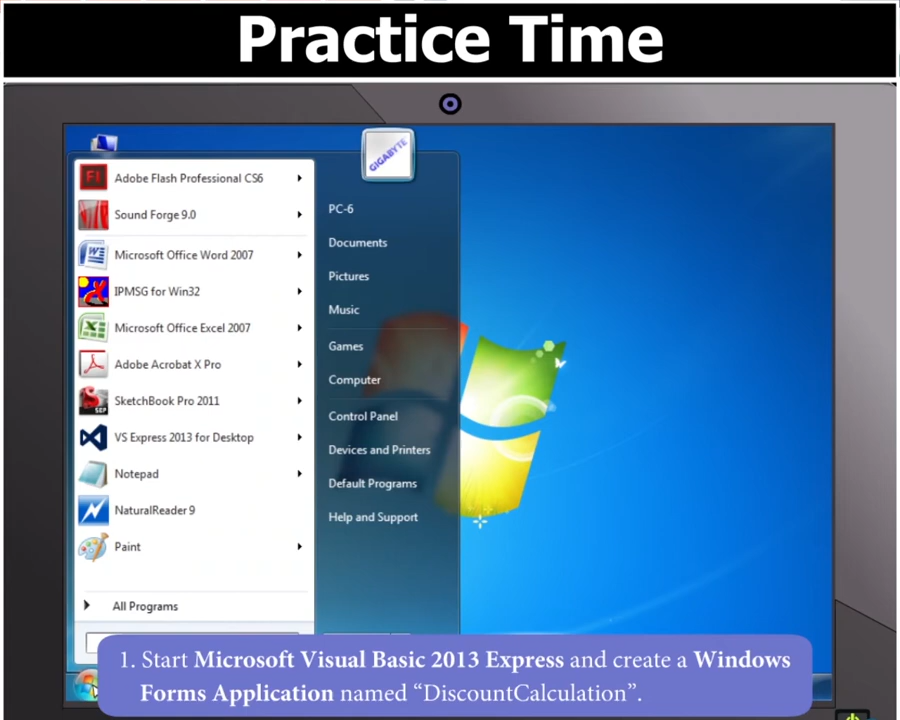 Practice Time
GIGABYTE
Adobe Flash Professional CS6
Sound Forge 9.0
Microsoft Office Word 2007
IPMSG for Win32
Microsoft Office Excel 2007
Adobe Acrobat X Pro
SketchBook Pro 2011
VS Express 2013 for Desktop
Notepad
NaturalReader 9
Paint
All Programs
PC-6
Documents
Pictures
Music
Games
Computer
Control Panel
Devices and Printers
Default Programs
Help and Support
1. Start Microsoft Visual Basic 2013 Express and create a Windows
Forms Application named “DiscountCalculation”.